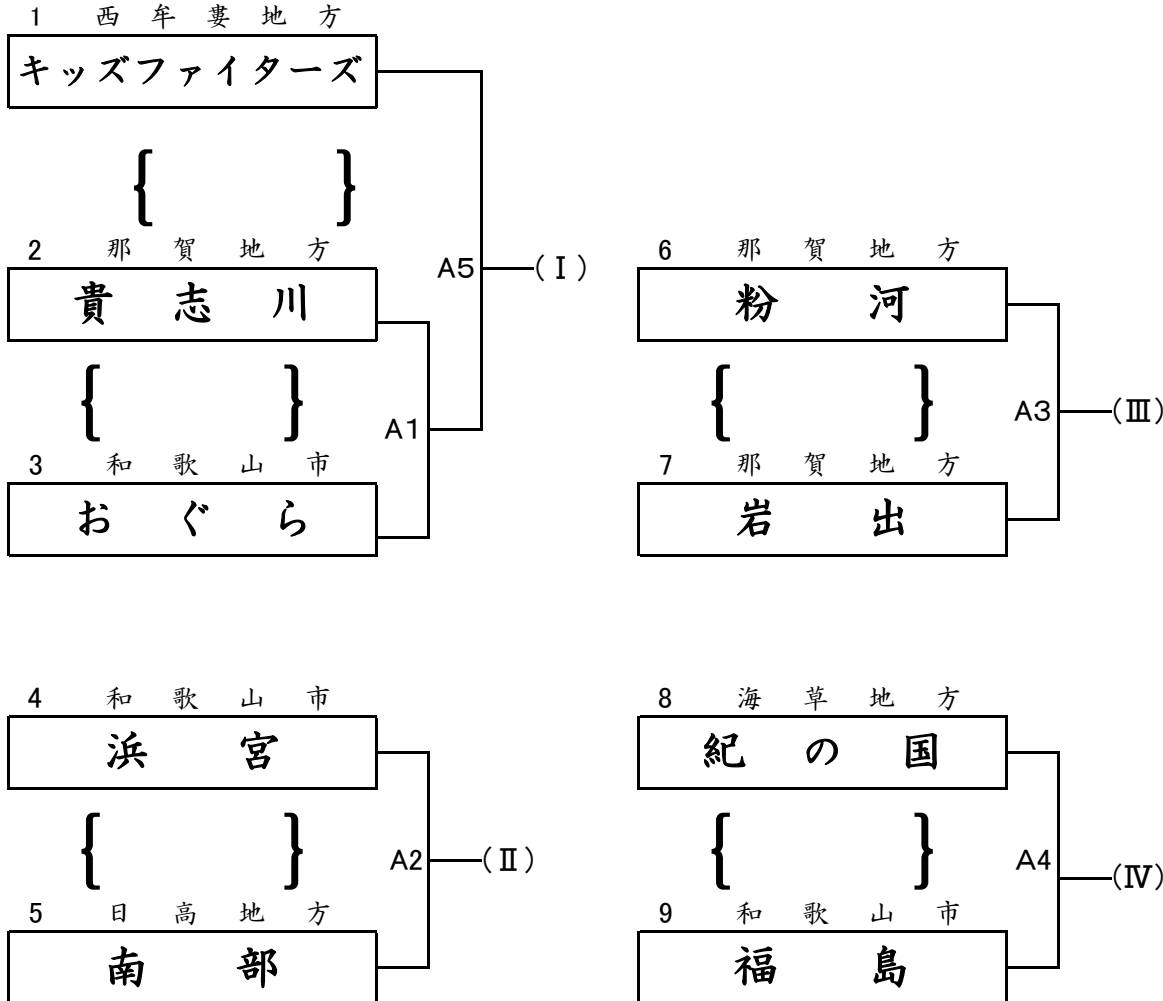 1 西牟婁地方
キッズファイターズ
{ }
2 那賀地方
貴志川
{ }
3 和歌山市
おぐら
A1
A5
(Ⅰ)
6 那賀地方
粉河
{ }
7 那賀地方
岩出
A3
(Ⅲ)
4 和歌山市
浜宮
{ }
5 日高地方
南部
A2
(Ⅱ)
8 海草地方
紀の国
{ }
9 和歌山市
福島
A4
(Ⅳ)